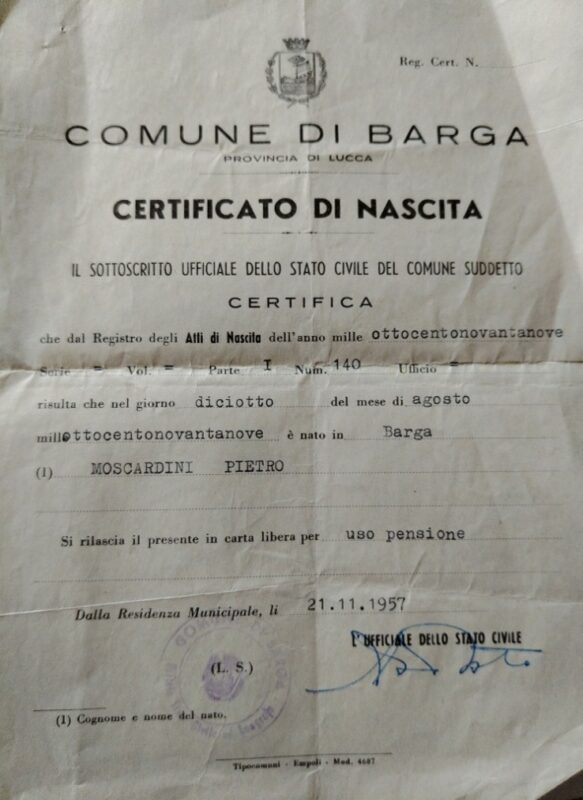 Reg. Cert. N.
COMUNE DI BARGA
PROVINCIA DI LUCCA
CERTIFICATO DI NASCITA
IL SOTTOSCRITTO UFFICIALE DELLO STATO CIVILE DEL COMUNE SUDDETTO
CERTIFICA
che dal Registro degli Atti di Nascita dell'anno mille ottocentonovantanove
Serie = Vol. = Parte I Num. 140 Ufficio =
risulta che nel giorno diciotto del mese di agosto
millottocentonovantanove è nato in Barga
(1) MOSCARDINI PIETRO
Si rilascia il presente in carta libera per uso pensione
Dalla Residenza Municipale, li 21.11.1957
L'UFFICIALE DELLO STATO CIVILE
(L. S.)
(1) Cognome e nome del nato.
Tipocomuni - Empoli - Mod. 4687